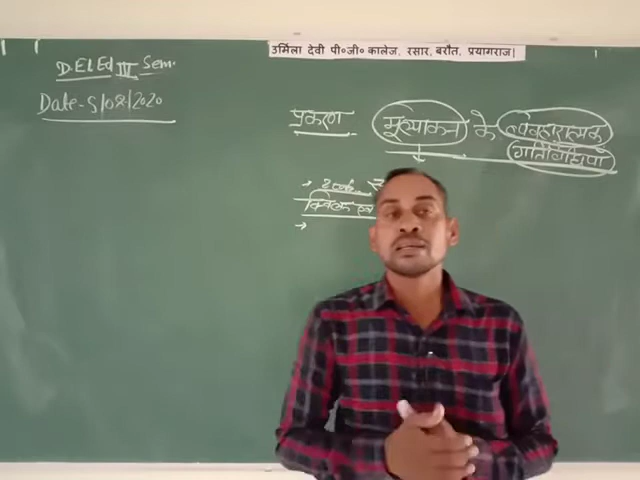 उर्मिला देवी पी०जी० कालेज, रसार, बरौत, प्रयागराज।
D.El.Ed III Sem.
Date-5/08/2020
प्रकरण मूल्यांकन के व्यवहारात्मक
गतिविधियाँ